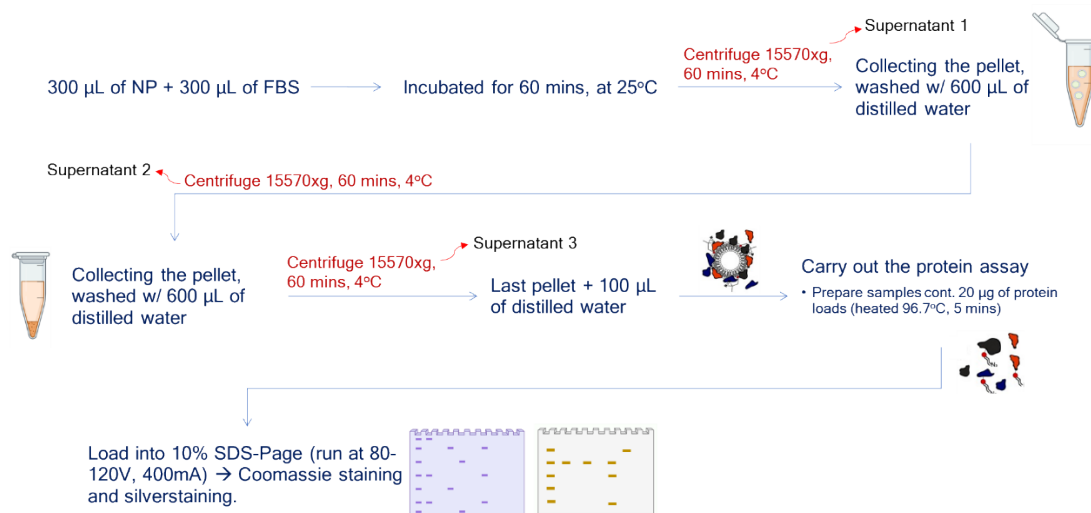 300 µL of NP + 300 µL of FBS
Incubated for 60 mins, at 25°C
Supernatant 1
Centrifuge 15570xg,
60 mins, 4°C
Collecting the pellet,
washed w/ 600 µL of
distilled water
Supernatant 2
Centrifuge 15570xg, 60 mins, 4°C
Collecting the pellet,
washed w/ 600 µL of
distilled water
Supernatant 3
Centrifuge 15570xg,
60 mins, 4°C
Last pellet + 100 µL
of distilled water
Carry out the protein assay
• Prepare samples cont. 20 µg of protein
loads (heated 96.7°C, 5 mins)
Load into 10% SDS-Page (run at 80-
120V, 400mA) → Coomassie staining
and silverstaining.